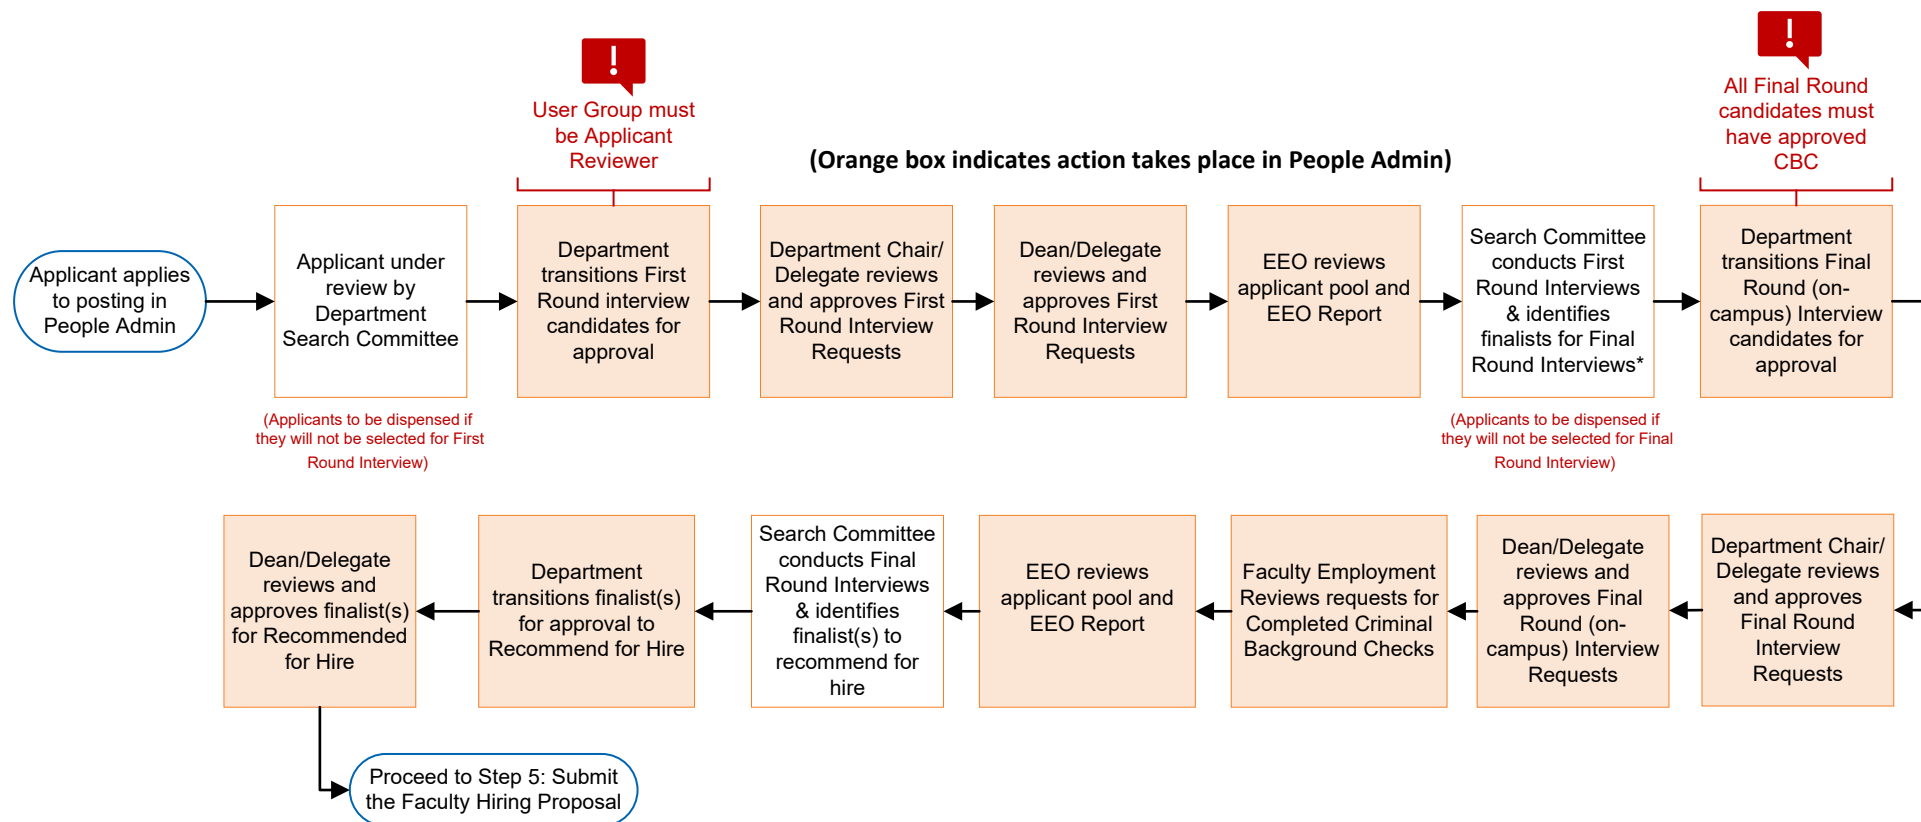 !
User Group must
be Applicant
Reviewer
!
All Final Round
candidates must
have approved
CBC
(Orange box indicates action takes place in People Admin)
Applicant applies
to posting in
People Admin
Applicant under
review by
Department
Search Committee
(Applicants to be dispensed if
they will not be selected for First
Round Interview)
Department
transitions First
Round interview
candidates for
approval
Department Chair/
Delegate reviews
and approves First
Round Interview
Requests
Dean/Delegate
reviews and
approves First
Round Interview
Requests
EEO reviews
applicant pool and
EEO Report
Search Committee
conducts First
Round Interviews
& identifies
finalists for Final
Round Interviews*
(Applicants to be dispensed if
they will not be selected for Final
Round Interview)
Department
transitions Final
Round (on-
campus) Interview
candidates for
approval
Department Chair/
Delegate reviews
and approves
Final Round
Interview
Requests
Dean/Delegate
reviews and
approves Final
Round (on-
campus) Interview
Requests
Faculty Employment
Reviews requests for
Completed Criminal
Background Checks
EEO reviews
applicant pool and
EEO Report
Search Committee
conducts Final
Round Interviews
& identifies
finalist(s) to
recommend for
hire
Department
transitions finalist(s)
for approval to
Recommend for Hire
Dean/Delegate
reviews and
approves finalist(s)
for Recommended
for Hire
Proceed to Step 5: Submit
the Faculty Hiring Proposal